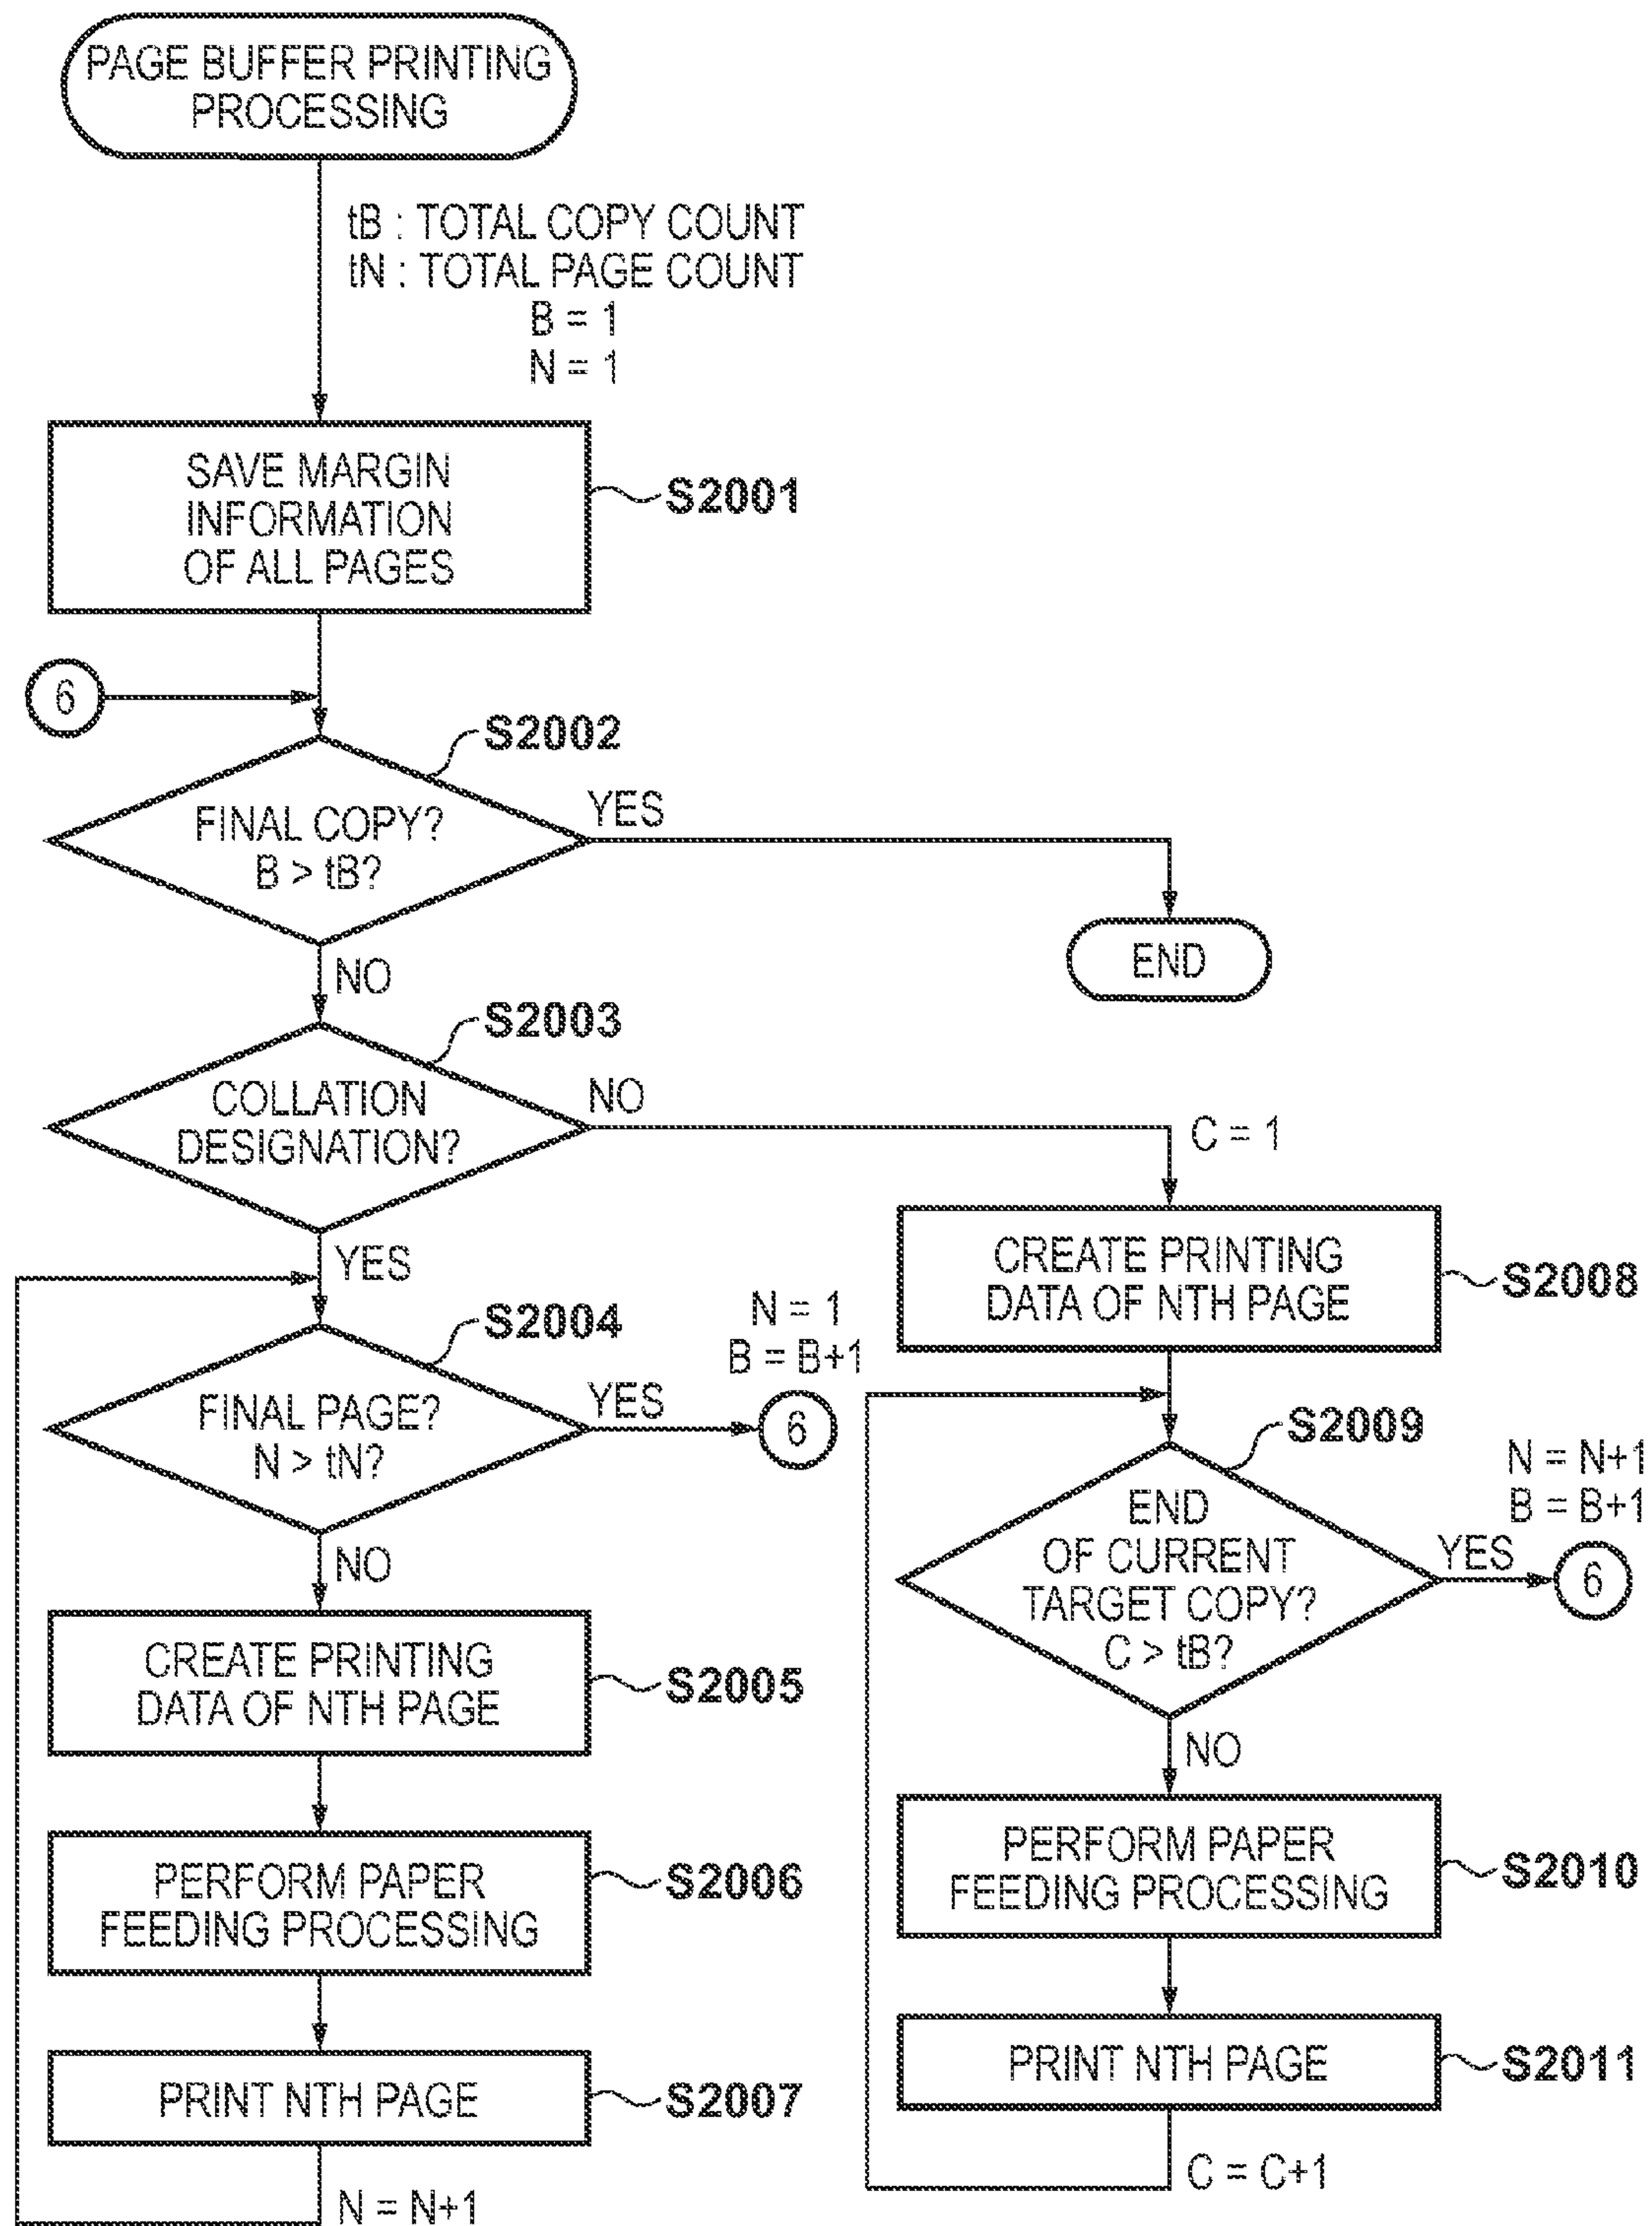 PAGE BUFFER PRINTING
PROCESSING
tB : TOTAL COPY COUNT
tN : TOTAL PAGE COUNT
B = 1
N = 1
SAVE MARGIN
INFORMATION
OF ALL PAGES
S2001
6
S2002
FINAL COPY?
B > tB?
YES
END
NO
S2003
COLLATION
DESIGNATION?
NO
C = 1
YES
CREATE PRINTING
DATA OF NTH PAGE
S2008
S2004
FINAL PAGE?
N > tN?
YES
N = 1
B = B+1
6
NO
S2009
END
OF CURRENT
TARGET COPY?
C > tB?
YES
N = N+1
B = B+1
6
NO
CREATE PRINTING
DATA OF NTH PAGE
S2005
PERFORM PAPER
FEEDING PROCESSING
S2006
PERFORM PAPER
FEEDING PROCESSING
S2010
PRINT NTH PAGE
S2007
PRINT NTH PAGE
S2011
N = N+1
C = C+1